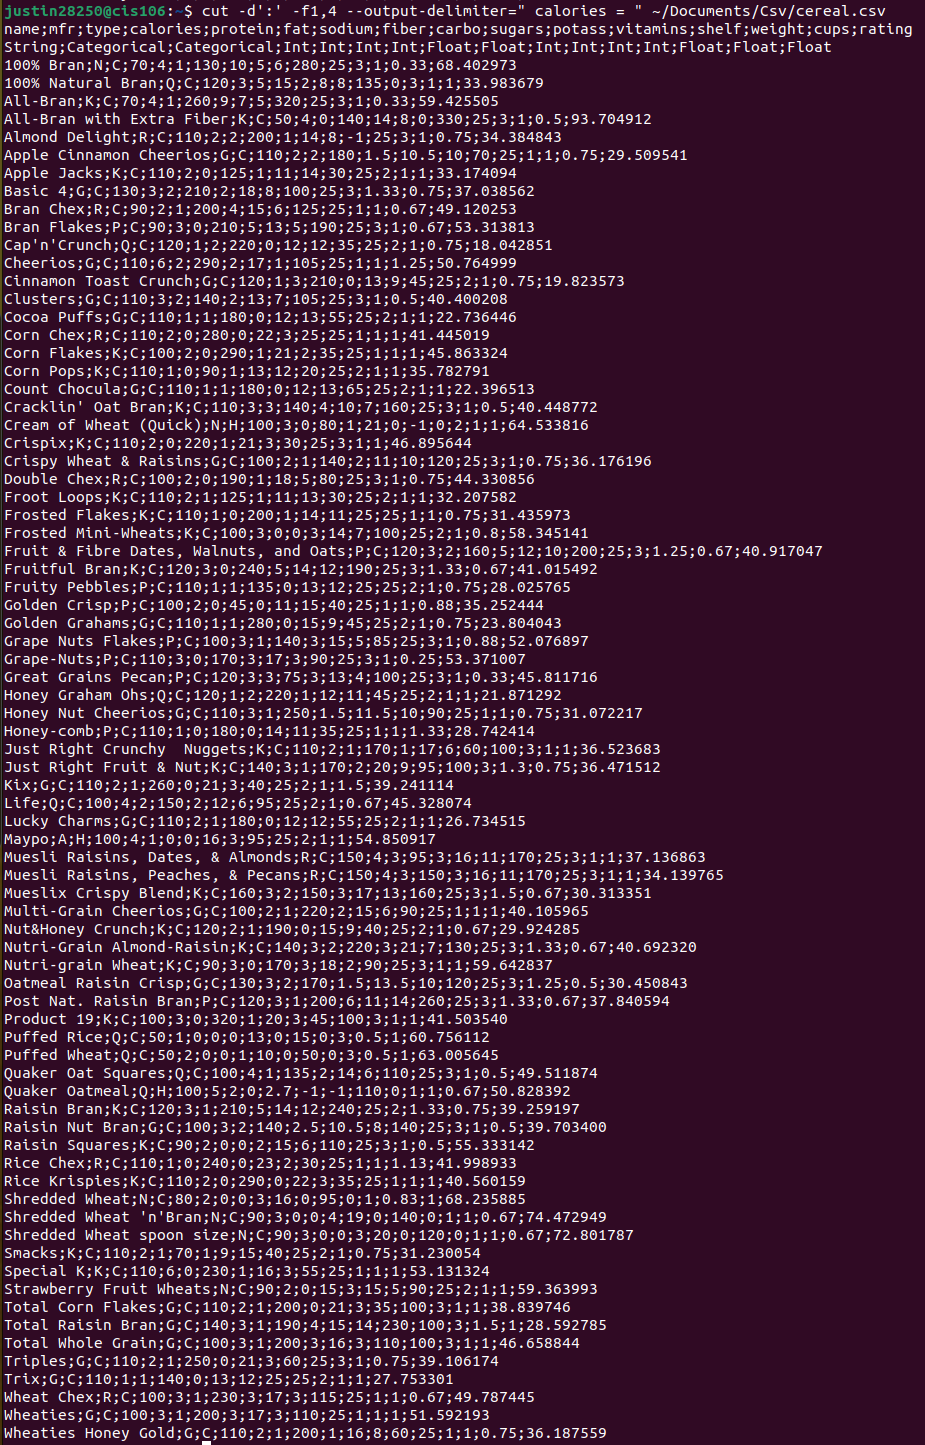 justin28250@cis106:~$ cut -d':' -f1,4 --output-delimiter=" calories = " ~/Documents/Csv/cereal.csv
name;mfr;type;calories;protein;fat;sodium;fiber;carbo;sugars;potass;vitamins;shelf;weight;cups;rating
String;Categorical;Categorical;Int;Int;Int;Int;Float;Float;Int;Int;Int;Int;Float;Float;Float
100% Bran;N;C;70;4;1;130;10;5;6;280;25;3;1;0.33;68.402973
100% Natural Bran;Q;C;120;3;5;15;2;8;8;135;0;3;1;1;33.983679
All-Bran;K;C;70;4;1;260;9;7;5;320;25;3;1;0.33;59.425505
All-Bran with Extra Fiber;K;C;50;4;0;140;14;8;0;330;25;3;1;0.5;93.704912
Almond Delight;R;C;110;2;2;200;1;14;8;-1;25;3;1;0.75;34.384843
Apple Cinnamon Cheerios;G;C;110;2;2;180;1.5;10.5;10;70;25;1;1;0.75;29.509541
Apple Jacks;K;C;110;2;0;125;1;11;14;30;25;2;1;1;33.174094
Basic 4;G;C;130;3;2;210;2;18;8;100;25;3;1.33;0.75;37.038562
Bran Chex;R;C;90;2;1;200;4;15;6;125;25;1;1;0.67;49.120253
Bran Flakes;P;C;90;3;0;210;5;13;5;190;25;3;1;0.67;53.313813
Cap'n'Crunch;Q;C;120;1;2;220;0;12;12;35;25;2;1;0.75;18.042851
Cheerios;G;C;110;6;2;290;2;17;1;105;25;1;1;1.25;50.764999
Cinnamon Toast Crunch;G;C;120;1;3;210;0;13;9;45;25;2;1;0.75;19.823573
Clusters;G;C;110;3;2;140;2;13;7;105;25;3;1;0.5;40.400208
Cocoa Puffs;G;C;110;1;1;180;0;12;13;55;25;2;1;1;22.736446
Corn Chex;R;C;110;2;0;280;0;22;3;25;25;1;1;1;41.445019
Corn Flakes;K;C;100;2;0;290;1;21;2;35;25;1;1;1;45.863324
Corn Pops;K;C;110;1;0;90;1;13;12;20;25;2;1;1;35.782791
Count Chocula;G;C;110;1;1;180;0;12;13;65;25;2;1;1;22.396513
Cracklin' Oat Bran;K;C;110;3;3;140;4;10;7;160;25;3;1;0.5;40.448772
Cream of Wheat (Quick);N;H;100;3;0;80;1;21;0;-1;0;2;1;1;64.533816
Crispix;K;C;110;2;0;220;1;21;3;30;25;3;1;1;46.895644
Crispy Wheat & Raisins;G;C;100;2;1;140;2;11;10;120;25;3;1;0.75;36.176196
Double Chex;R;C;100;2;0;190;1;18;5;80;25;3;1;0.75;44.330856
Froot Loops;K;C;110;2;1;125;1;11;13;30;25;2;1;1;32.207582
Frosted Flakes;K;C;110;1;0;200;1;14;11;25;25;1;1;0.75;31.435973
Frosted Mini-Wheats;K;C;100;3;0;0;3;14;7;100;25;2;1;0.8;58.345141
Fruit & Fibre Dates, Walnuts, and Oats;P;C;120;3;2;160;5;12;10;200;25;3;1.25;0.67;40.917047
Fruitful Bran;K;C;120;3;0;240;5;14;12;190;25;3;1.33;0.67;41.015492
Fruity Pebbles;P;C;110;1;1;135;0;13;12;25;25;2;1;0.75;28.025765
Golden Crisp;P;C;100;2;0;45;0;11;15;40;25;1;1;0.88;35.252444
Golden Grahams;G;C;110;1;1;280;0;15;9;45;25;2;1;0.75;23.804043
Grape Nuts Flakes;P;C;100;3;1;140;3;15;5;85;25;3;1;0.88;52.076897
Grape-Nuts;P;C;110;3;0;170;3;17;3;90;25;3;1;0.25;53.371007
Great Grains Pecan;P;C;120;3;3;75;3;13;4;100;25;3;1;0.33;45.811716
Honey Graham Ohs;Q;C;120;1;2;220;1;12;11;45;25;2;1;1;21.871292
Honey Nut Cheerios;G;C;110;3;1;250;1.5;11.5;10;90;25;1;1;0.75;31.072217
Honey-comb;P;C;110;1;0;180;0;14;11;35;25;1;1;1.33;28.742414
Just Right Crunchy  Nuggets;K;C;110;2;1;170;1;17;6;60;100;3;1;1;36.523683
Just Right Fruit & Nut;K;C;140;3;1;170;2;20;9;95;100;3;1.3;0.75;36.471512
Kix;G;C;110;2;1;260;0;21;3;40;25;2;1;1.5;39.241114
Life;Q;C;100;4;2;150;2;12;6;95;25;2;1;0.67;45.328074
Lucky Charms;G;C;110;2;1;180;0;12;12;55;25;2;1;1;26.734515
Maypo;A;H;100;4;1;0;0;16;3;95;25;2;1;1;54.850917
Muesli Raisins, Dates, & Almonds;R;C;150;4;3;95;3;16;11;170;25;3;1;1;37.136863
Muesli Raisins, Peaches, & Pecans;R;C;150;4;3;150;3;16;11;170;25;3;1;1;34.139765
Mueslix Crispy Blend;K;C;160;3;2;150;3;17;13;160;25;3;1.5;0.67;30.313351
Multi-Grain Cheerios;G;C;100;2;1;220;2;15;6;90;25;1;1;1;40.105965
Nut&Honey Crunch;K;C;120;2;1;190;0;15;9;40;25;2;1;0.67;29.924285
Nutri-Grain Almond-Raisin;K;C;140;3;2;220;3;21;7;130;25;3;1.33;0.67;40.692320
Nutri-grain Wheat;K;C;90;3;0;170;3;18;2;90;25;3;1;1;59.642837
Oatmeal Raisin Crisp;G;C;130;3;2;170;1.5;13.5;10;120;25;3;1.25;0.5;30.450843
Post Nat. Raisin Bran;P;C;120;3;1;200;6;11;14;260;25;3;1.33;0.67;37.840594
Product 19;K;C;100;3;0;320;1;20;3;45;100;3;1;1;41.503540
Puffed Rice;Q;C;50;1;0;0;0;13;0;15;0;3;0.5;1;60.756112
Puffed Wheat;Q;C;50;2;0;0;1;10;0;50;0;3;0.5;1;63.005645
Quaker Oat Squares;Q;C;100;4;1;135;2;14;6;110;25;3;1;0.5;49.511874
Quaker Oatmeal;Q;H;100;5;2;0;2.7;-1;-1;110;0;1;1;0.67;50.828392
Raisin Bran;K;C;120;3;1;210;5;14;12;240;25;2;1.33;0.75;39.259197
Raisin Nut Bran;G;C;100;3;2;140;2.5;10.5;8;140;25;3;1;0.5;39.703400
Raisin Squares;K;C;90;2;0;0;2;15;6;110;25;3;1;0.5;55.333142
Rice Chex;R;C;110;1;0;240;0;23;2;30;25;1;1;1.13;41.998933
Rice Krispies;K;C;110;2;0;290;0;22;3;35;25;1;1;1;40.560159
Shredded Wheat;N;C;80;2;0;0;3;16;0;95;0;1;0.83;1;68.235885
Shredded Wheat 'n'Bran;N;C;90;3;0;0;4;19;0;140;0;1;1;0.67;74.472949
Shredded Wheat spoon size;N;C;90;3;0;0;3;20;0;120;0;1;1;0.67;72.801787
Smacks;K;C;110;2;1;70;1;9;15;40;25;2;1;0.75;31.230054
Special K;K;C;110;6;0;230;1;16;3;55;25;1;1;1;53.131324
Strawberry Fruit Wheats;N;C;90;2;0;15;3;15;5;90;25;2;1;1;59.363993
Total Corn Flakes;G;C;110;2;1;200;0;21;3;35;100;3;1;1;38.839746
Total Raisin Bran;G;C;140;3;1;190;4;15;14;230;100;3;1.5;1;28.592785
Total Whole Grain;G;C;100;3;1;200;3;16;3;110;100;3;1;1;46.658844
Triples;G;C;110;2;1;250;0;21;3;60;25;3;1;0.75;39.106174
Trix;G;C;110;1;1;140;0;13;12;25;25;2;1;1;27.753301
Wheat Chex;R;C;100;3;1;230;3;17;3;115;25;1;1;0.67;49.787445
Wheaties;G;C;100;3;1;200;3;17;3;110;25;1;1;1;51.592193
Wheaties Honey Gold;G;C;110;2;1;200;1;16;8;60;25;1;1;0.75;36.187559